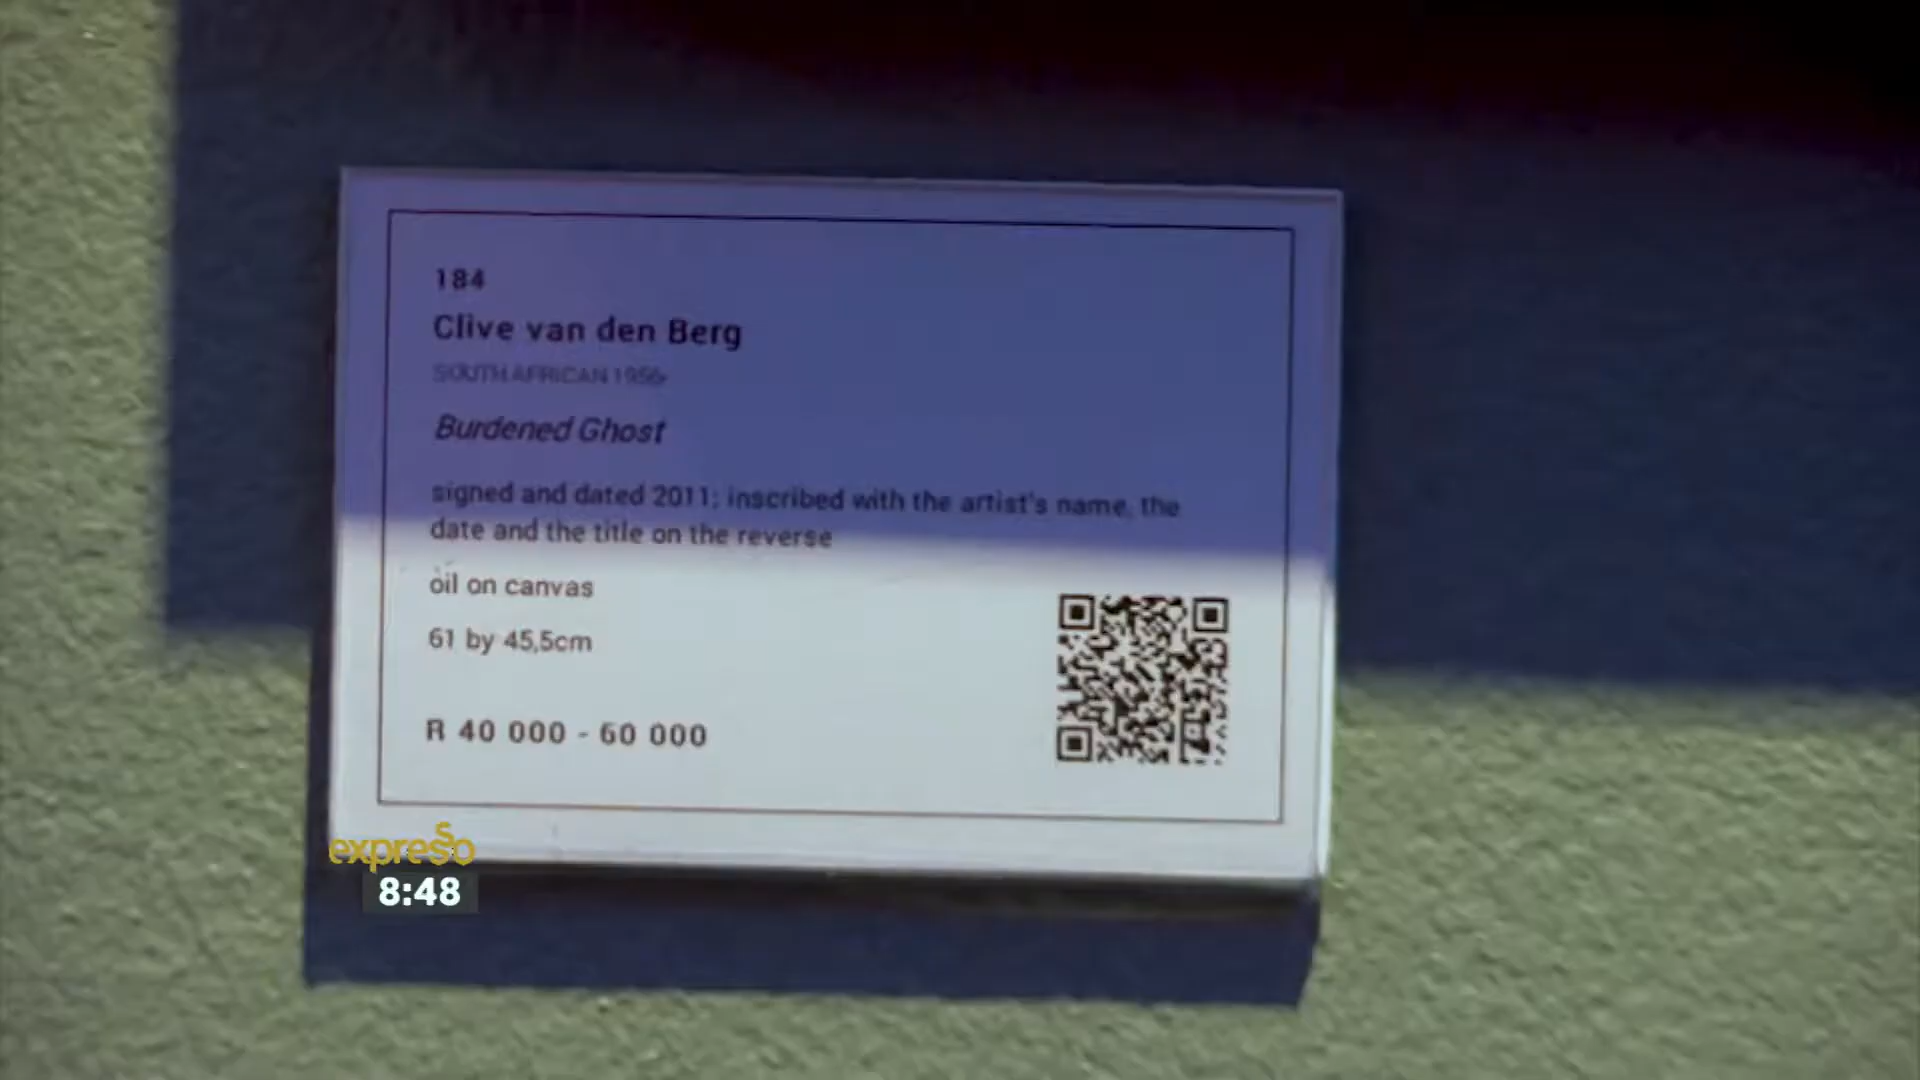 184
Clive van den Berg
SOUTH AFRICAN 1956-
Burdened Ghost
signed and dated 2011; inscribed with the artist's name, the
date and the title on the reverse
oil on canvas
61 by 45,5cm
R 40 000 - 60 000
expresso
8:48